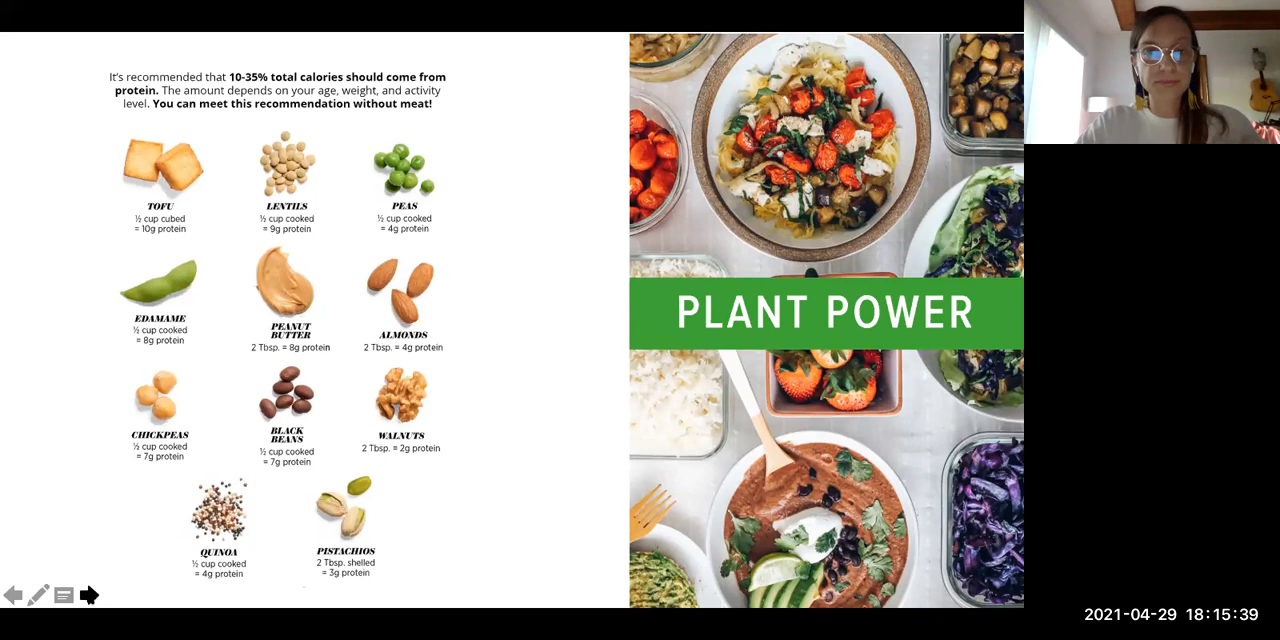 It's recommended that 10-35% total calories should come from
protein. The amount depends on your age, weight, and activity
level. You can meet this recommendation without meat!
TOFU
½ cup cubed
= 10g protein
LENTILS
½ cup cooked
= 9g protein
PEAS
½ cup cooked
= 4g protein
EDAMAME
½ cup cooked
= 8g protein
PEANUT
BUTTER
2 Tbsp. = 8g protein
ALMONDS
2 Tbsp. = 4g protein
CHICKPEAS
½ cup cooked
= 7g protein
BLACK
BEANS
½ cup cooked
= 7g protein
WALNUTS
2 Tbsp. = 2g protein
QUINOA
½ cup cooked
= 4g protein
PISTACHIOS
2 Tbsp. shelled
= 3g protein
PLANT POWER
2021-04-29 18:15:39